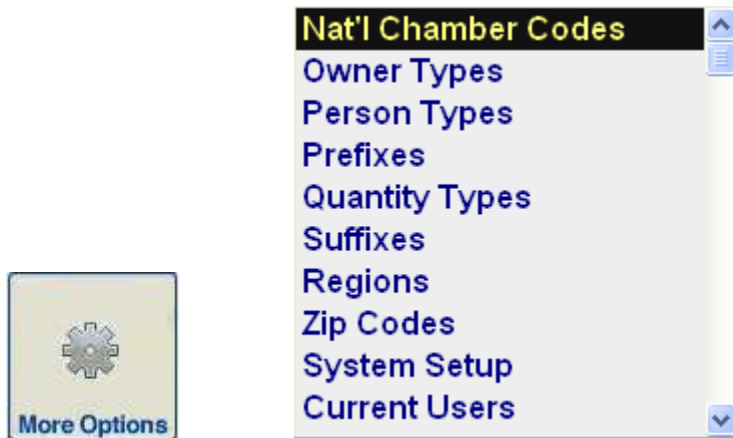 Nat'l Chamber Codes
Owner Types
Person Types
Prefixes
Quantity Types
Suffixes
Regions
Zip Codes
System Setup
Current Users
More Options